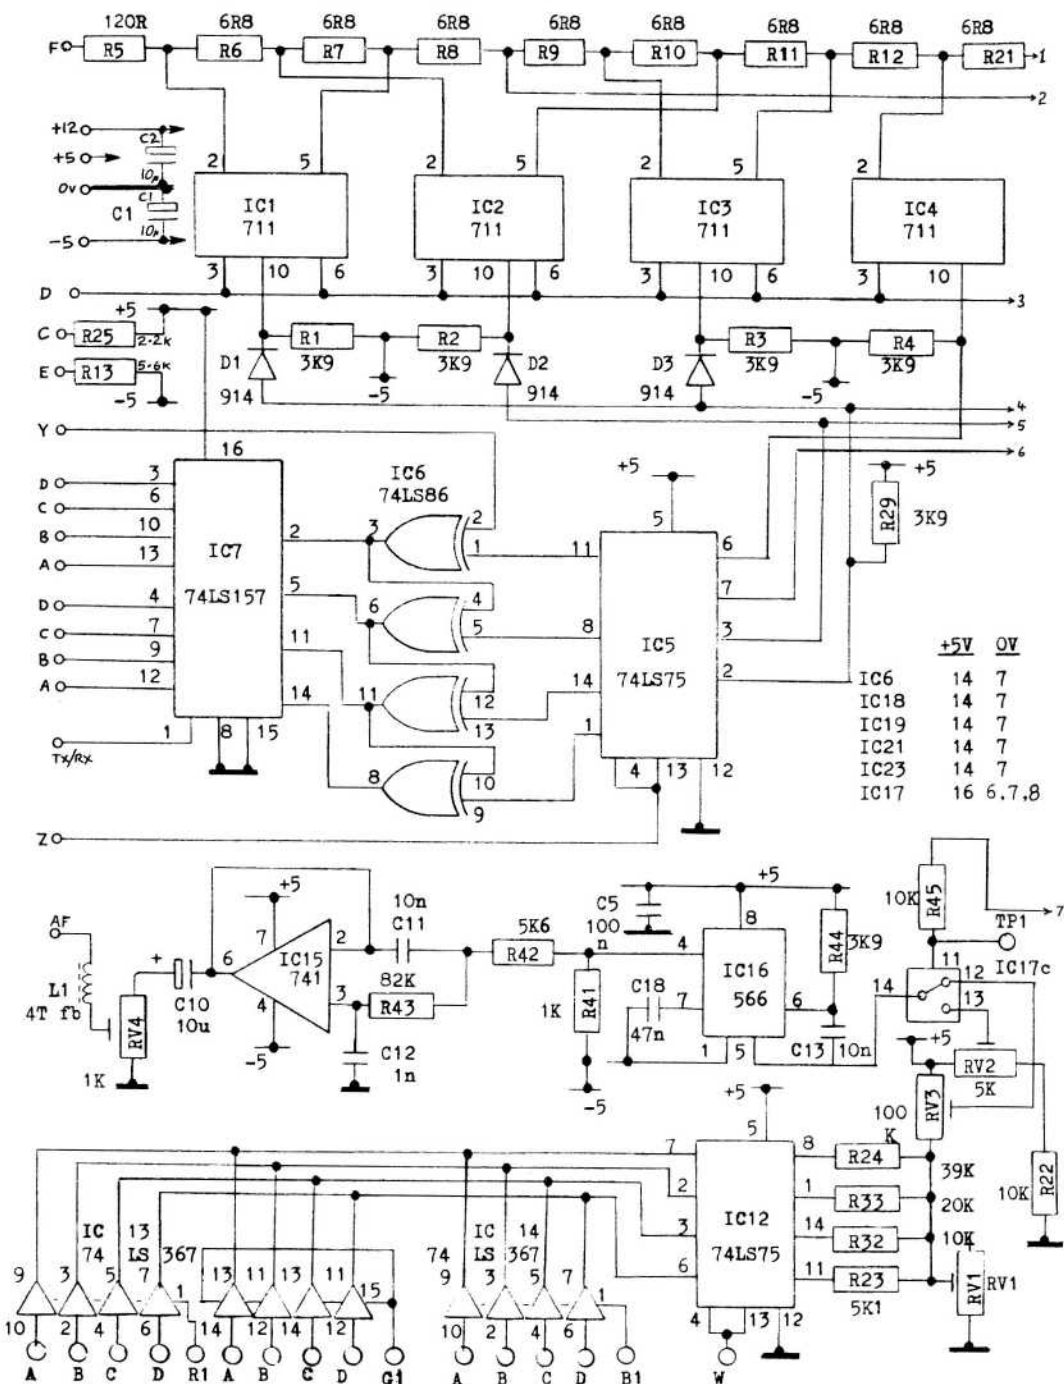 120R 6R8 6R8 6R8 6R8 6R8 6R8 6R8 6R8
F R5 R6 R7 R8 R9 R10 R11 R12 R21 1
2
+12
C2
+5
10µ
0v
C1
C1
10µ
-5
2 5 2 5 2 5 2
IC1 IC2 IC3 IC4
711 711 711 711
3 10 6 3 10 6 3 10 6 3 10
D 3
+5
C R25 2.2K
E R13 5.6K
-5
R1 R2 R3 R4
D1 3K9 3K9 D2 D3 3K9 3K9
914 -5 914 914 -5
4
5
6
Y
16
IC6
74LS86
+5 +5
R29 3K9
D 3
C 6
B 10
A 13
D 4
C 7
B 9
A 12
IC7
74LS157
2 3 2 1 11
5 6 4 5 8
11 11 12 13 14
14 8 10 9 1
5
6
7
3
2
IC5
74LS75
4 13 12
1 8 15
Tx/Rx
Z
+5V 0V
IC6 14 7
IC18 14 7
IC19 14 7
IC21 14 7
IC23 14 7
IC17 16 6,7,8
AF
L1
4T fb
RV4
1K
+
C10
10u
6
+5
7
IC15
741
4
-5
2
3
10n
C11
82K
R43
C12
1n
5K6
R42
1K
R41
-5
C5
100
n
4
C18
7
47n
+5
8
IC16
566
6
1 5
R44
3K9
C13 10n
10K R45
7
TP1
IC17c
11
14 12
13
+5
RV2
5K
RV3
100
K
R22
10K
+5
5
7 8 R24 39K
2 1 R33 20K
3 14 R32 10K
6 11 R23 5K1
IC12
74LS75
RV1 RV1
4 13 12
W
IC 13
74 LS 367
9 3 5 7 1 13 11 13 11 15
10 2 4 6 14 12 14 12
A B C D R1 A B C D G1
IC 14
74 LS 367
9 3 5 7 1
10 2 4 6
A B C D B1